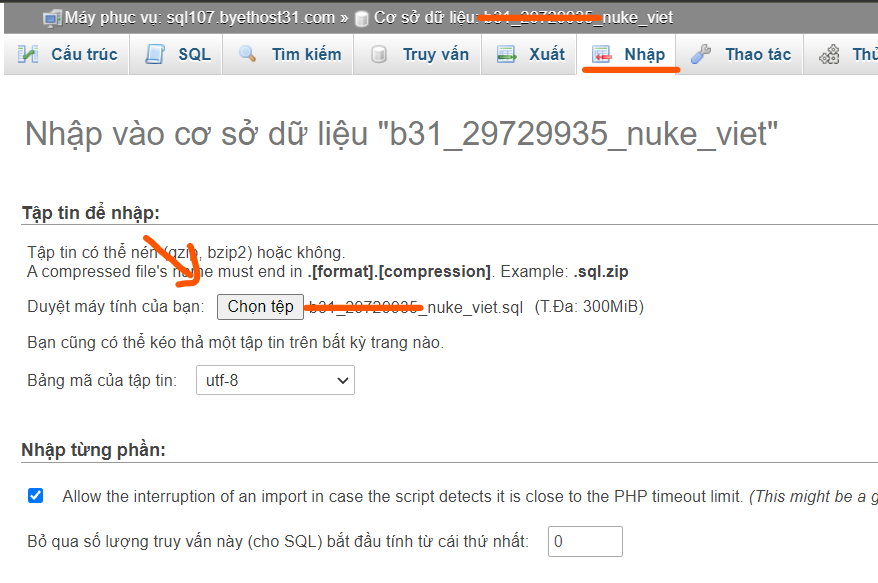 Máy phục vụ: sql107.byethost31.com » Cơ sở dữ liệu: b31_29729935_nuke_viet
Cấu trúc SQL Tìm kiếm Truy vấn Xuất Nhập Thao tác
Nhập vào cơ sở dữ liệu "b31_29729935_nuke_viet"
Tập tin để nhập:
Tập tin có thể nén (gzip, bzip2) hoặc không.
A compressed file's name must end in .[format].[compression]. Example: .sql.zip
Duyệt máy tính của bạn: Chọn tệp b31_29729935_nuke_viet.sql (T.Đa: 300MiB)
Bạn cũng có thể kéo thả một tập tin trên bất kỳ trang nào.
Bảng mã của tập tin: utf-8
Nhập từng phần:
Allow the interruption of an import in case the script detects it is close to the PHP timeout limit. (This might be a
Bỏ qua số lượng truy vấn này (cho SQL) bắt đầu tính từ cái thứ nhất: 0